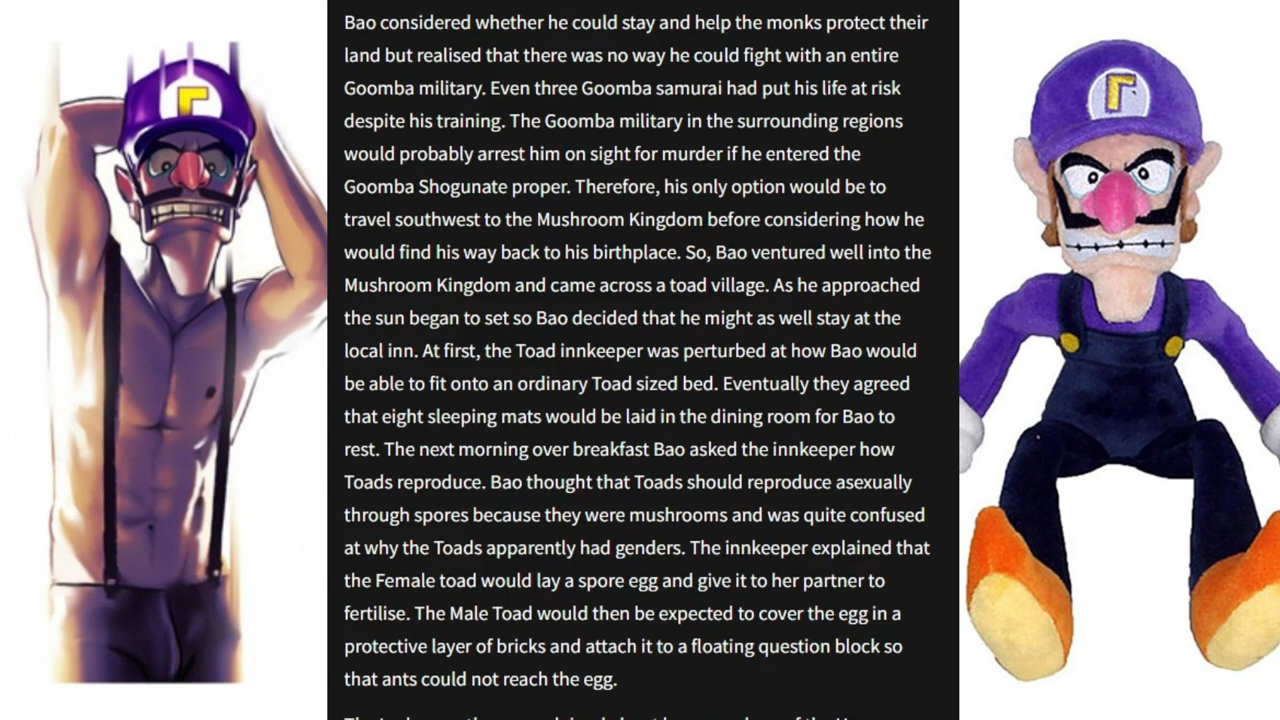 Bao considered whether he could stay and help the monks protect their
land but realised that there was no way he could fight with an entire
Goomba military. Even three Goomba samurai had put his life at risk
despite his training. The Goomba military in the surrounding regions
would probably arrest him on sight for murder if he entered the
Goomba Shogunate proper. Therefore, his only option would be to
travel southwest to the Mushroom Kingdom before considering how he
would find his way back to his birthplace. So, Bao ventured well into the
Mushroom Kingdom and came across a toad village. As he approached
the sun began to set so Bao decided that he might as well stay at the
local inn. At first, the Toad innkeeper was perturbed at how Bao would
be able to fit onto an ordinary Toad sized bed. Eventually they agreed
that eight sleeping mats would be laid in the dining room for Bao to
rest. The next morning over breakfast Bao asked the innkeeper how
Toads reproduce. Bao thought that Toads should reproduce asexually
through spores because they were mushrooms and was quite confused
at why the Toads apparently had genders. The innkeeper explained that
the Female toad would lay a spore egg and give it to her partner to
fertilise. The Male Toad would then be expected to cover the egg in a
protective layer of bricks and attach it to a floating question block so
that ants could not reach the egg.